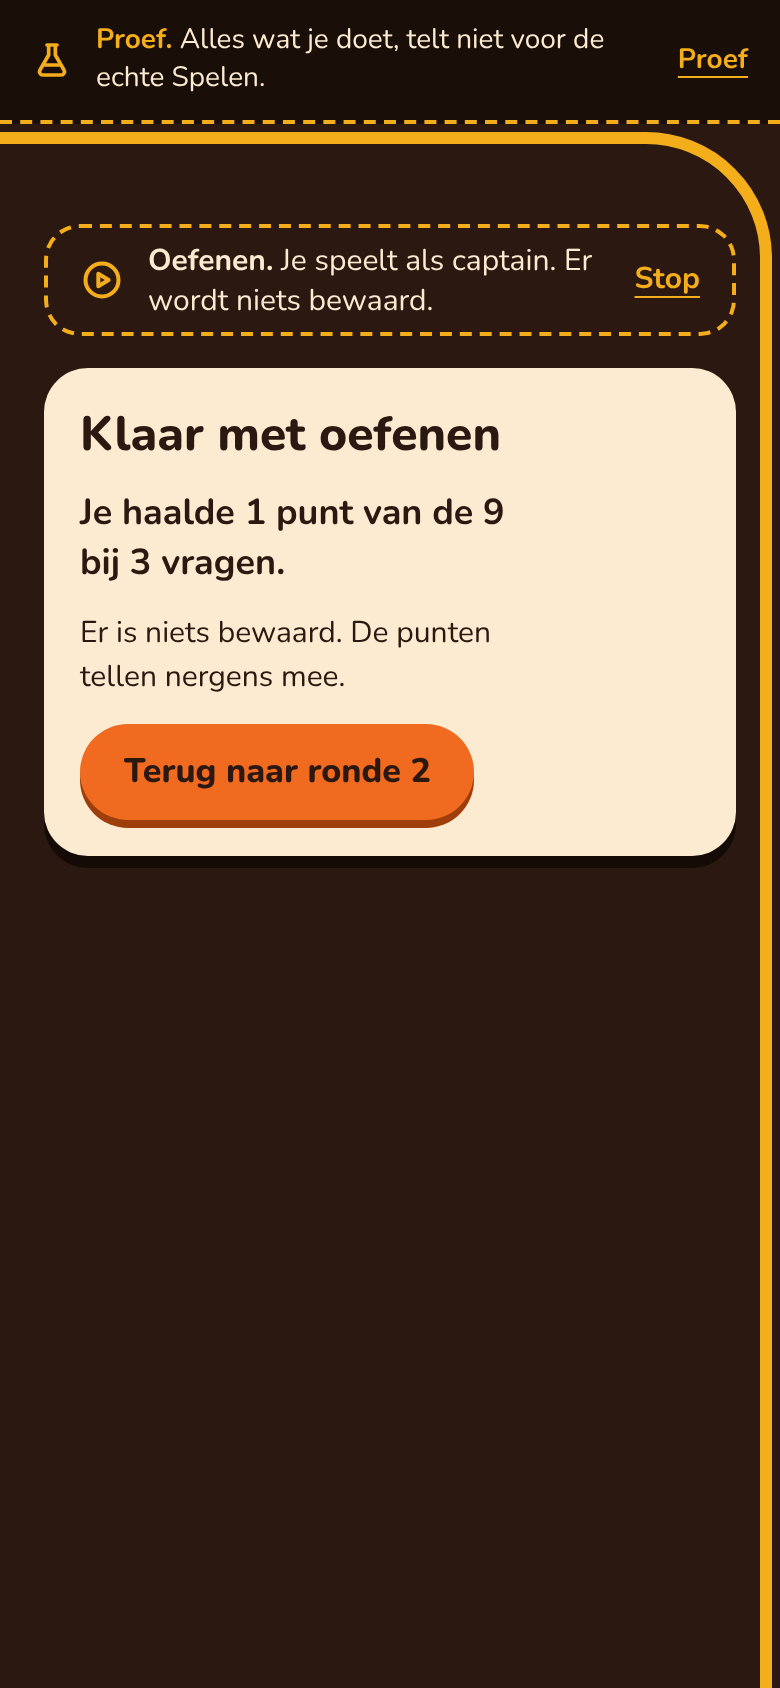 Proef. Alles wat je doet, telt niet voor de
echte Spelen.
Proef
Oefenen. Je speelt als captain. Er
wordt niets bewaard.
Stop
Klaar met oefenen
Je haalde 1 punt van de 9
bij 3 vragen.
Er is niets bewaard. De punten
tellen nergens mee.
Terug naar ronde 2